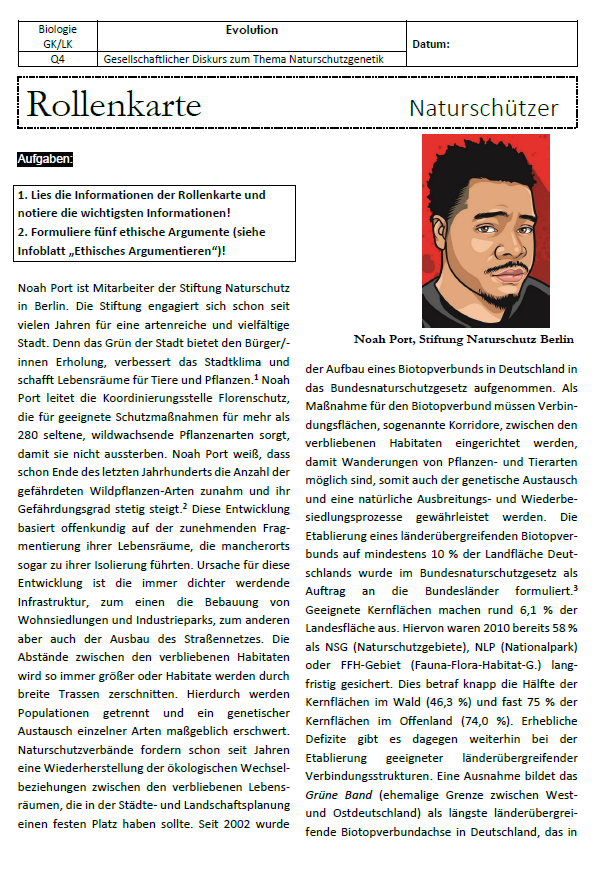 Biologie
GK/LK
Evolution
Datum:
Q4
Gesellschaftlicher Diskurs zum Thema Naturschutzgenetik
Rollenkarte
Naturschützer
Aufgaben:
1. Lies die Informationen der Rollenkarte und
notiere die wichtigsten Informationen!
2. Formuliere fünf ethische Argumente (siehe
Infoblatt „Ethisches Argumentieren“)!
Noah Port ist Mitarbeiter der Stiftung Naturschutz
in Berlin. Die Stiftung engagiert sich schon seit
vielen Jahren für eine artenreiche und vielfältige
Stadt. Denn das Grün der Stadt bietet den Bürger/-
innen Erholung, verbessert das Stadtklima und
schafft Lebensräume für Tiere und Pflanzen.¹ Noah
Port leitet die Koordinierungsstelle Florenschutz,
die für geeignete Schutzmaßnahmen für mehr als
280 seltene, wildwachsende Pflanzenarten sorgt,
damit sie nicht aussterben. Noah Port weiß, dass
schon Ende des letzten Jahrhunderts die Anzahl der
gefährdeten Wildpflanzen-Arten zunahm und ihr
Gefährdungsgrad stetig steigt.² Diese Entwicklung
basiert offenkundig auf der zunehmenden Frag-
mentierung ihrer Lebensräume, die mancherorts
sogar zu ihrer Isolierung führten. Ursache für diese
Entwicklung ist die immer dichter werdende
Infrastruktur, zum einen die Bebauung von
Wohnsiedlungen und Industrieparks, zum anderen
aber auch der Ausbau des Straßennetzes. Die
Abstände zwischen den verbliebenen Habitaten
wird so immer größer oder Habitate werden durch
breite Trassen zerschnitten. Hierdurch werden
Populationen getrennt und ein genetischer
Austausch einzelner Arten maßgeblich erschwert.
Naturschutzverbände fordern schon seit Jahren
eine Wiederherstellung der ökologischen Wechsel-
beziehungen zwischen den verbliebenen Lebens-
räumen, die in der Städte- und Landschaftsplanung
einen festen Platz haben sollte. Seit 2002 wurde
Noah Port, Stiftung Naturschutz Berlin
der Aufbau eines Biotopverbunds in Deutschland in
das Bundesnaturschutzgesetz aufgenommen. Als
Maßnahme für den Biotopverbund müssen Verbin-
dungsflächen, sogenannte Korridore, zwischen den
verbliebenen Habitaten eingerichtet werden,
damit Wanderungen von Pflanzen- und Tierarten
möglich sind, somit auch der genetische Austausch
und eine natürliche Ausbreitungs- und Wiederbe-
siedlungsprozesse gewährleistet werden. Die
Etablierung eines länderübergreifenden Biotopver-
bunds auf mindestens 10 % der Landfläche Deut-
schlands wurde im Bundesnaturschutzgesetz als
Auftrag an die Bundesländer formuliert.³
Geeignete Kernflächen machen rund 6,1 % der
Landesfläche aus. Hiervon waren 2010 bereits 58 %
als NSG (Naturschutzgebiete), NLP (Nationalpark)
oder FFH-Gebiet (Fauna-Flora-Habitat-G.) lang-
fristig gesichert. Dies betraf knapp die Hälfte der
Kernflächen im Wald (46,3 %) und fast 75 % der
Kernflächen im Offenland (74,0 %). Erhebliche
Defizite gibt es dagegen weiterhin bei der
Etablierung geeigneter länderübergreifender
Verbindungsstrukturen. Eine Ausnahme bildet das
Grüne Band (ehemalige Grenze zwischen West-
und Ostdeutschland) als längste länderübergrei-
fende Biotopverbundachse in Deutschland, das in